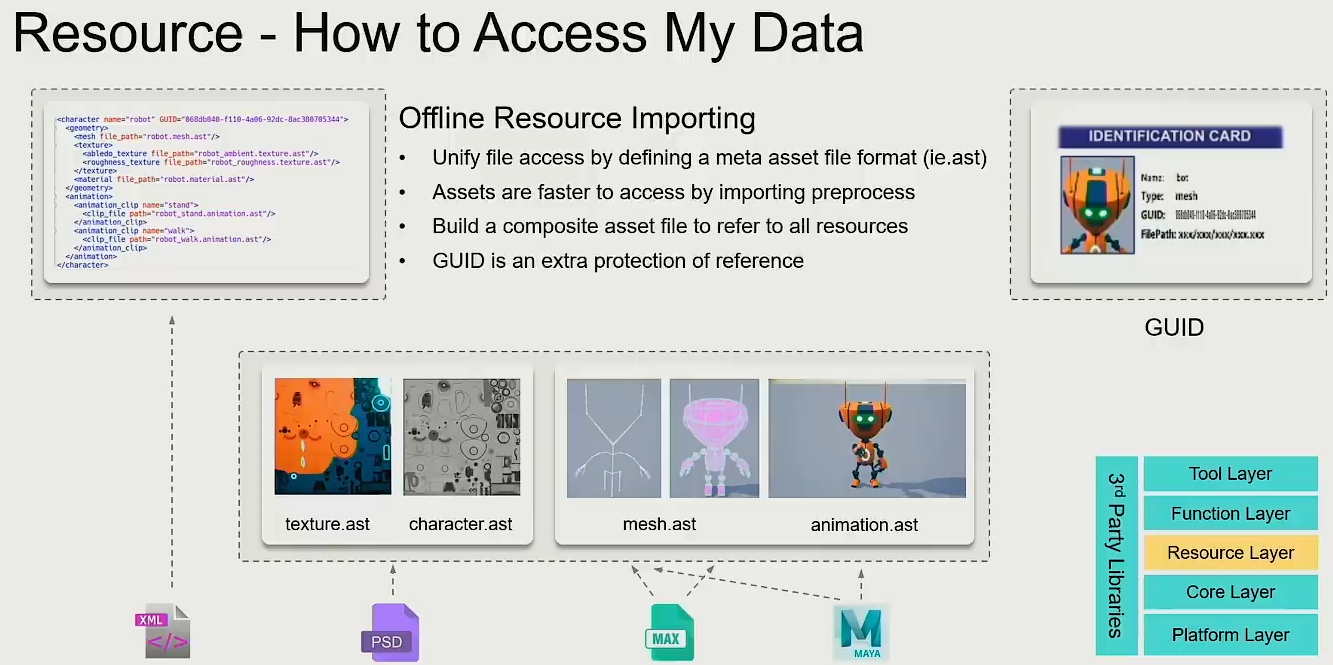 Resource - How to Access My Data
<character name="robot" GUID="068db040-f110-4a06-92dc-8ac380705344">
<geometry>
<mesh file_path="robot.mesh.ast"/>
<texture>
<abledo_texture file_path="robot_ambient.texture.ast"/>
<roughness_texture file_path="robot_roughness.texture.ast"/>
</texture>
<material file_path="robot.material.ast"/>
</geometry>
<animation>
<animation_clip name="stand">
<clip_file path="robot_stand.animation.ast"/>
</animation_clip>
<animation_clip name="walk">
<clip_file path="robot_walk.animation.ast"/>
</animation_clip>
</animation>
</character>
Offline Resource Importing
• Unify file access by defining a meta asset file format (ie.ast)
• Assets are faster to access by importing preprocess
• Build a composite asset file to refer to all resources
• GUID is an extra protection of reference
IDENTIFICATION CARD
Name: bot
Type: mesh
GUID: 068db040-f110-4a06-92dc-8ac380705344
FilePath: xxx/xxx/xxx/xxx.xxx
GUID
texture.ast
character.ast
mesh.ast
animation.ast
XML
</>
PSD
MAX
M
MAYA
3rd Party Libraries
Tool Layer
Function Layer
Resource Layer
Core Layer
Platform Layer